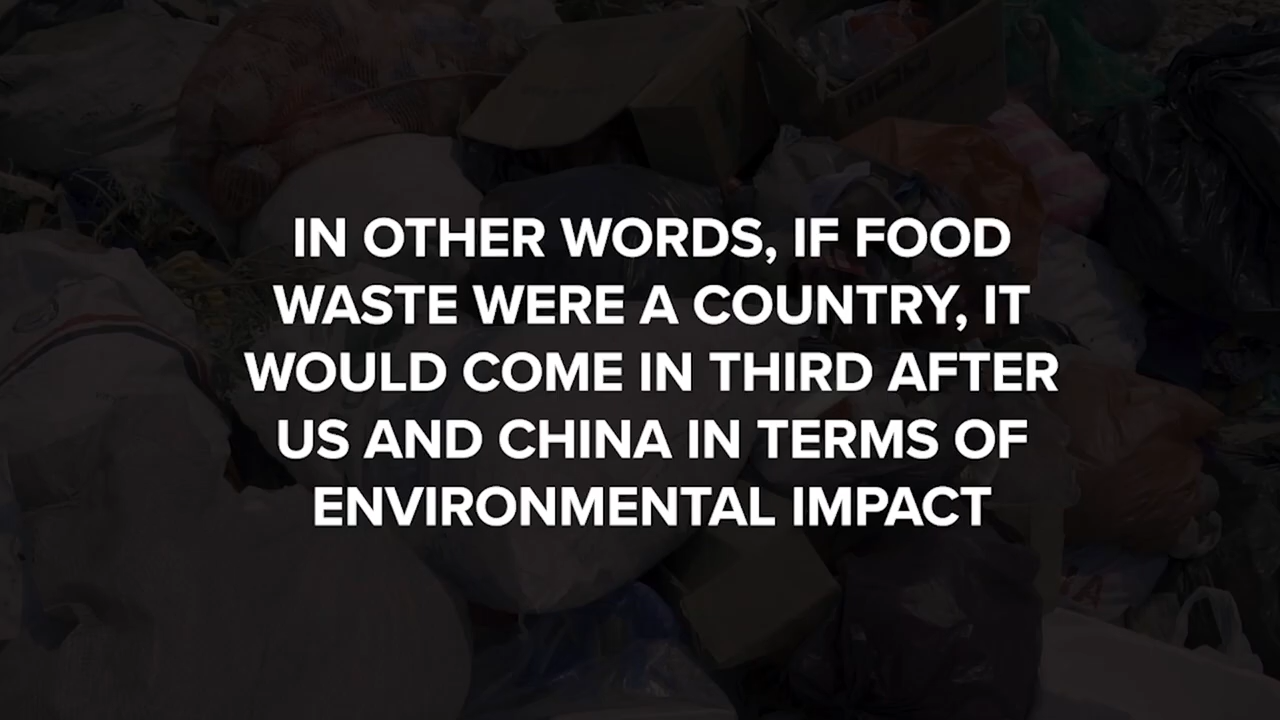 IN OTHER WORDS, IF FOOD
WASTE WERE A COUNTRY, IT
WOULD COME IN THIRD AFTER
US AND CHINA IN TERMS OF
ENVIRONMENTAL IMPACT